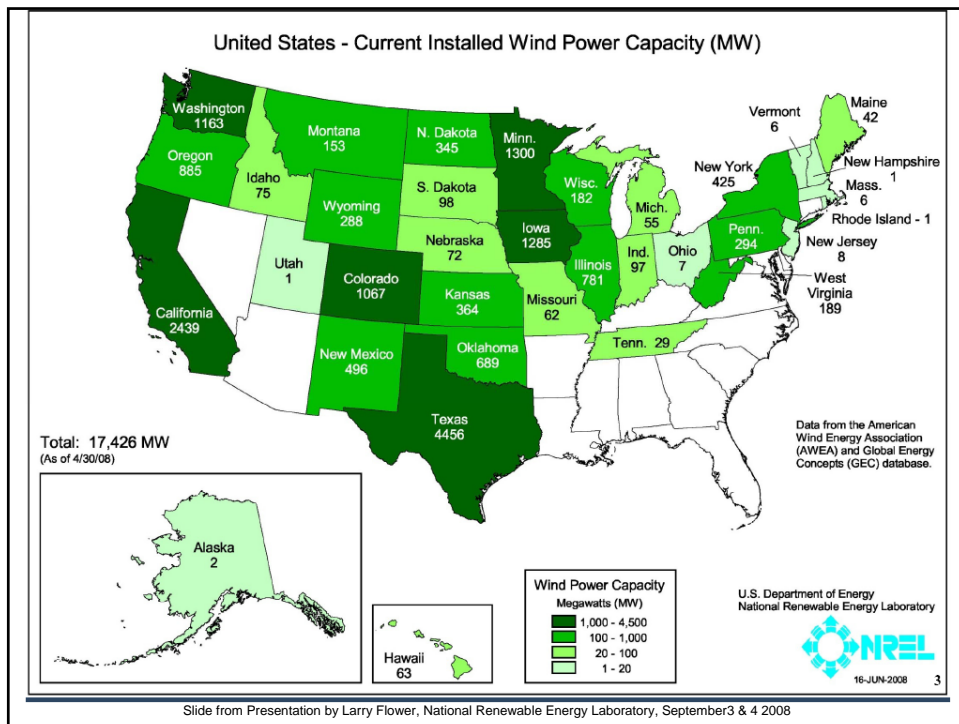 United States - Current Installed Wind Power Capacity (MW)
Washington
1163
Oregon
885
California
2439
Idaho
75
Montana
153
Wyoming
288
Utah
1
Colorado
1067
New Mexico
496
N. Dakota
345
S. Dakota
98
Nebraska
72
Kansas
364
Oklahoma
689
Texas
4456
Minn.
1300
Iowa
1285
Missouri
62
Wisc.
182
Illinois
781
Mich.
55
Ind.
97
Ohio
7
Tenn. 29
Vermont
6
Maine
42
New York
425
New Hampshire
1
Mass.
6
Rhode Island - 1
Penn.
294
New Jersey
8
West
Virginia
189
Total: 17,426 MW
(As of 4/30/08)
Data from the American
Wind Energy Association
(AWEA) and Global Energy
Concepts (GEC) database.
Alaska
2
Hawaii
63
Wind Power Capacity
Megawatts (MW)
1,000 - 4,500
100 - 1,000
20 - 100
1 - 20
U.S. Department of Energy
National Renewable Energy Laboratory
NREL
16-JUN-2008 3
Slide from Presentation by Larry Flower, National Renewable Energy Laboratory, September3 & 4 2008